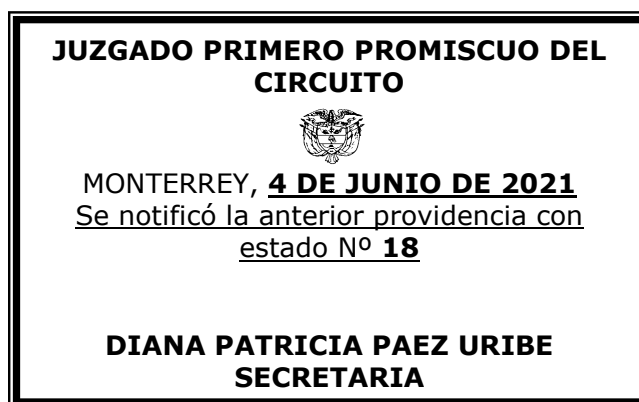 JUZGADO PRIMERO PROMISCUO DEL
CIRCUITO
MONTERREY, 4 DE JUNIO DE 2021
Se notificó la anterior providencia con
estado Nº 18
DIANA PATRICIA PAEZ URIBE
SECRETARIA